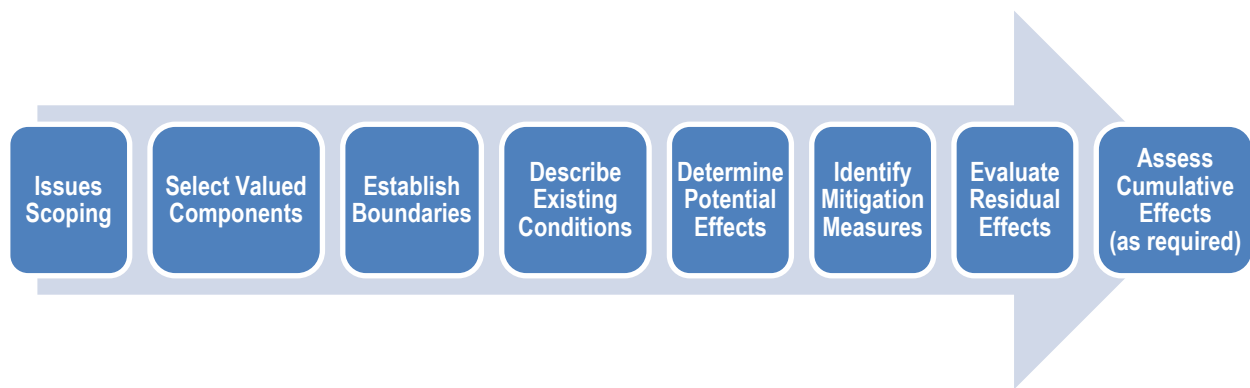 Issues
Scoping
Select Valued
Components
Establish
Boundaries
Describe
Existing
Conditions
Determine
Potential
Effects
Identify
Mitigation
Measures
Evaluate
Residual
Effects
Assess
Cumulative
Effects
(as required)